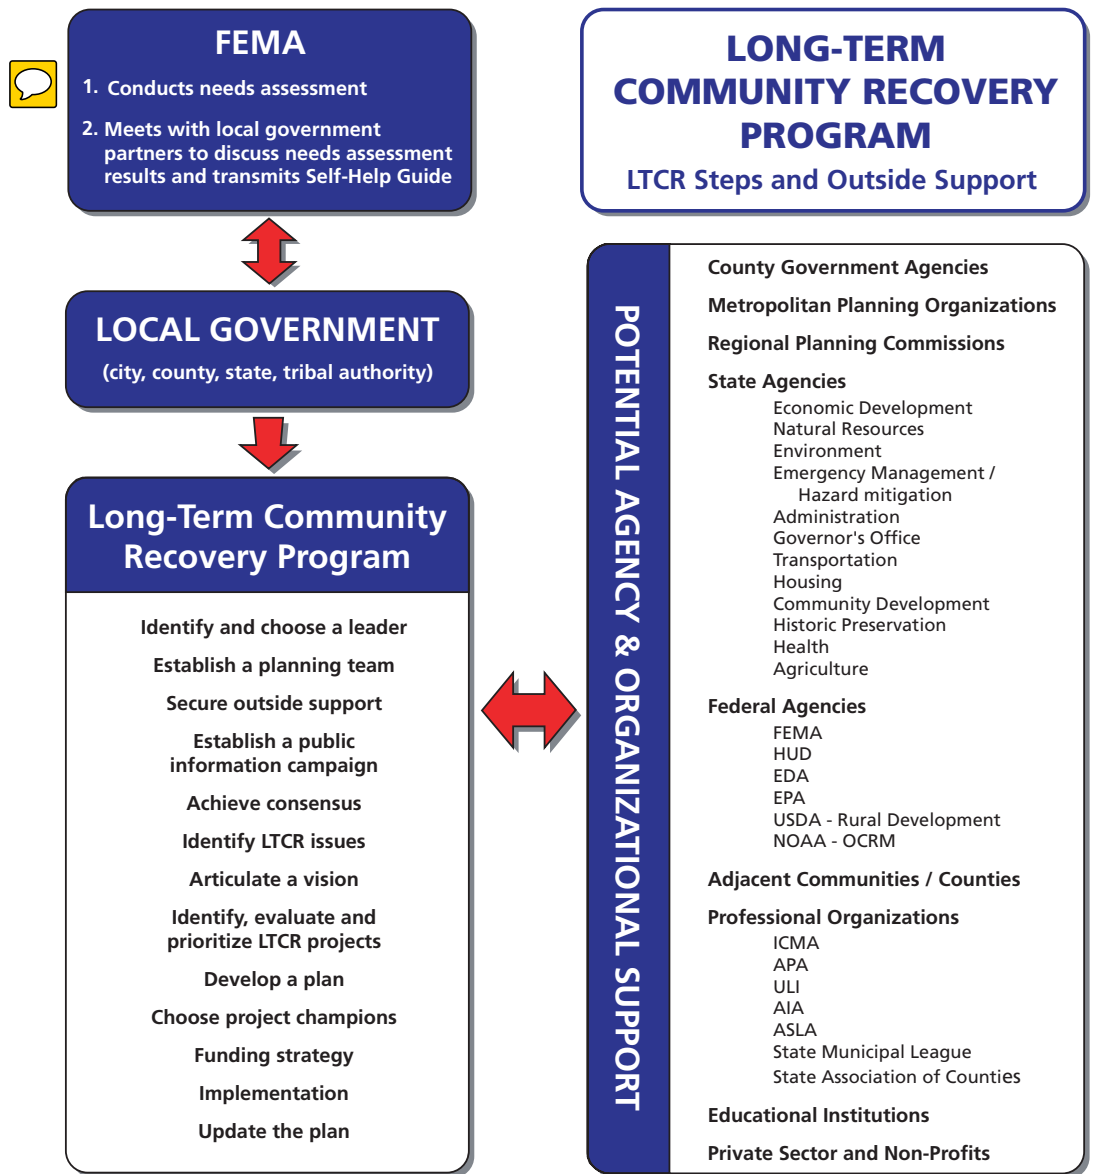 FEMA
1. Conducts needs assessment
2. Meets with local government
partners to discuss needs assessment
results and transmits Self-Help Guide
LOCAL GOVERNMENT
(city, county, state, tribal authority)
Long-Term Community
Recovery Program
Identify and choose a leader
Establish a planning team
Secure outside support
Establish a public
information campaign
Achieve consensus
Identify LTCR issues
Articulate a vision
Identify, evaluate and
prioritize LTCR projects
Develop a plan
Choose project champions
Funding strategy
Implementation
Update the plan
LONG-TERM
COMMUNITY RECOVERY
PROGRAM
LTCR Steps and Outside Support
POTENTIAL AGENCY & ORGANIZATIONAL SUPPORT
County Government Agencies
Metropolitan Planning Organizations
Regional Planning Commissions
State Agencies
Economic Development
Natural Resources
Environment
Emergency Management /
Hazard mitigation
Administration
Governor's Office
Transportation
Housing
Community Development
Historic Preservation
Health
Agriculture
Federal Agencies
FEMA
HUD
EDA
EPA
USDA - Rural Development
NOAA - OCRM
Adjacent Communities / Counties
Professional Organizations
ICMA
APA
ULI
AIA
ASLA
State Municipal League
State Association of Counties
Educational Institutions
Private Sector and Non-Profits